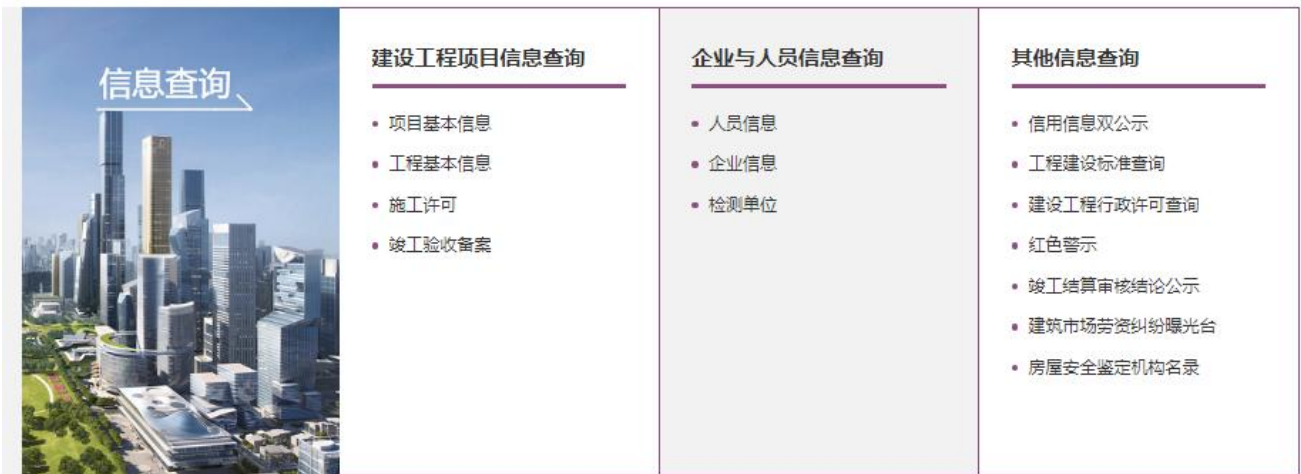 信息查询
建设工程项目信息查询
项目基本信息
工程基本信息
施工许可
竣工验收备案
企业与人员信息查询
人员信息
企业信息
检测单位
其他信息查询
信用信息双公示
工程建设标准查询
建设工程行政许可查询
红色警示
竣工结算审核结论公示
建筑市场劳资纠纷曝光台
房屋安全鉴定机构名录